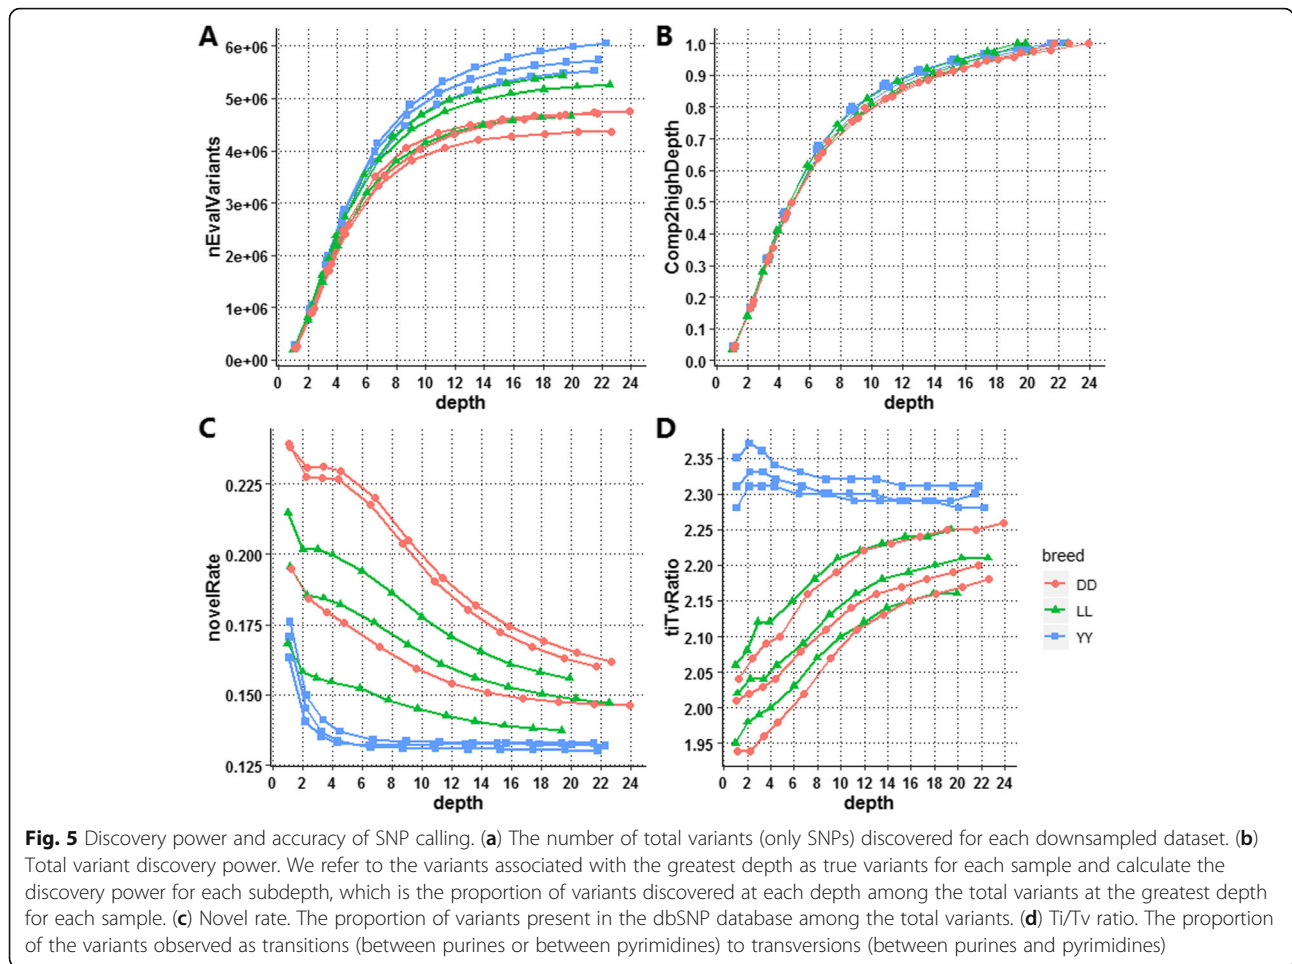 A
6e+06
5e+06
4e+06
3e+06
2e+06
1e+06
0e+00
nEvalVariants
0 2 4 6 8 10 12 14 16 18 20 22 24
depth
B
1.0
0.9
0.8
0.7
0.6
0.5
0.4
0.3
0.2
0.1
0.0
Comp2highDepth
0 2 4 6 8 10 12 14 16 18 20 22 24
depth
C
0.225
0.200
0.175
0.150
0.125
novelRate
0 2 4 6 8 10 12 14 16 18 20 22 24
depth
D
2.35
2.30
2.25
2.20
2.15
2.10
2.05
2.00
1.95
tiTvRatio
0 2 4 6 8 10 12 14 16 18 20 22 24
depth
breed
DD
LL
YY
Fig. 5 Discovery power and accuracy of SNP calling. (a) The number of total variants (only SNPs) discovered for each downsampled dataset. (b)
Total variant discovery power. We refer to the variants associated with the greatest depth as true variants for each sample and calculate the
discovery power for each subdepth, which is the proportion of variants discovered at each depth among the total variants at the greatest depth
for each sample. (c) Novel rate. The proportion of variants present in the dbSNP database among the total variants. (d) Ti/Tv ratio. The proportion
of the variants observed as transitions (between purines or between pyrimidines) to transversions (between purines and pyrimidines)